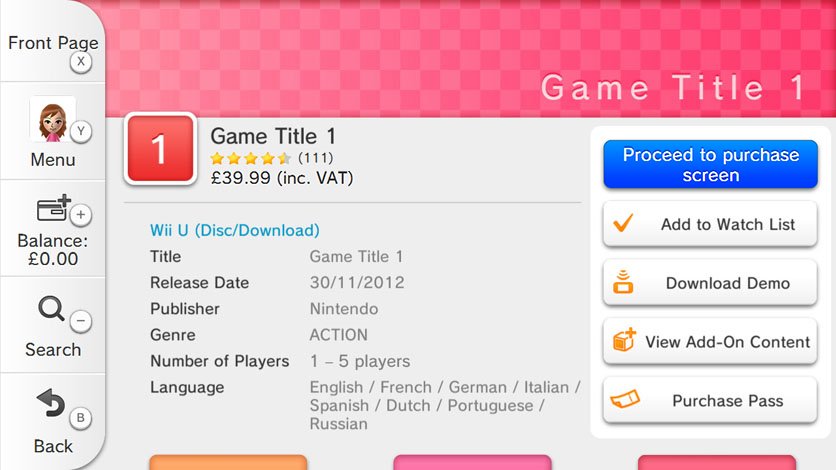 Front Page
X
Y
Menu
+
Balance:
£0.00
−
Search
B
Back
Game Title 1
1
Game Title 1
(111)
£39.99 (inc. VAT)
Wii U (Disc/Download)
Title Game Title 1
Release Date 30/11/2012
Publisher Nintendo
Genre ACTION
Number of Players 1 – 5 players
Language English / French / German / Italian /
Spanish / Dutch / Portuguese /
Russian
Proceed to purchase
screen
Add to Watch List
Download Demo
View Add-On Content
Purchase Pass